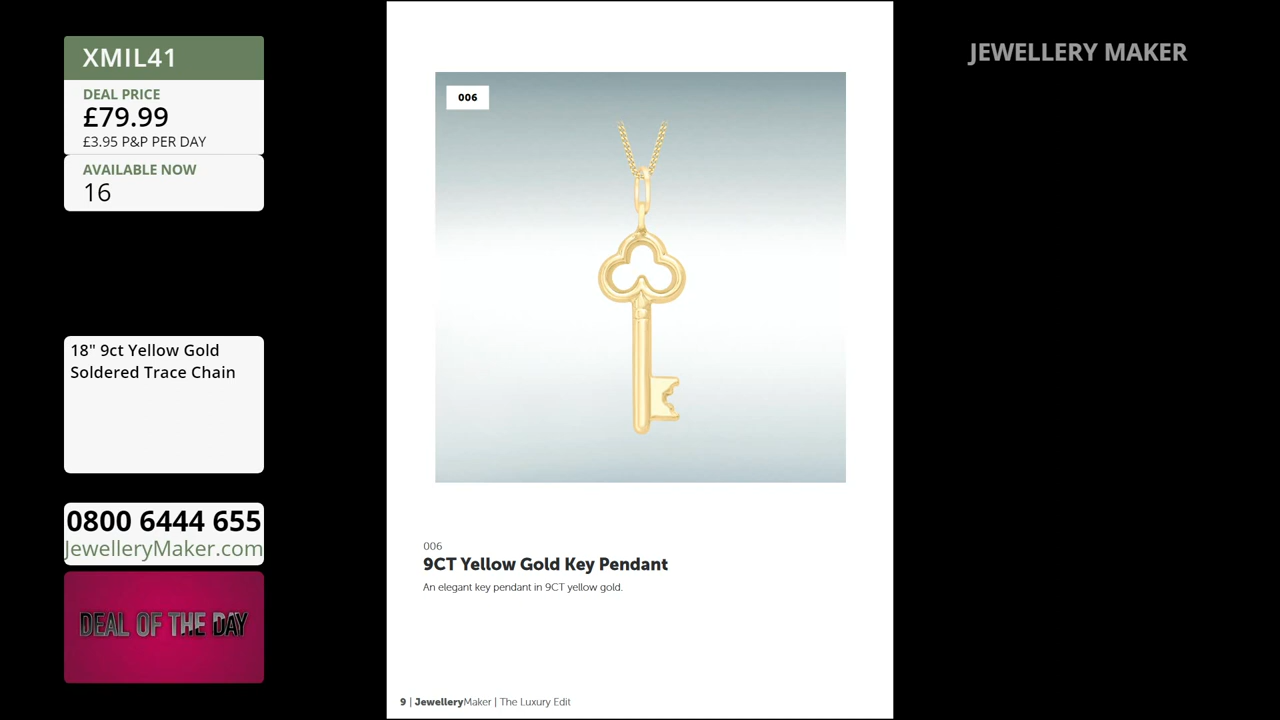 XMIL41
DEAL PRICE
£79.99
£3.95 P&P PER DAY
AVAILABLE NOW
16
18" 9ct Yellow Gold
Soldered Trace Chain
0800 6444 655
JewelleryMaker.com
DEAL OF THE DAY
006
006
9CT Yellow Gold Key Pendant
An elegant key pendant in 9CT yellow gold.
9 | JewelleryMaker | The Luxury Edit
JEWELLERY MAKER